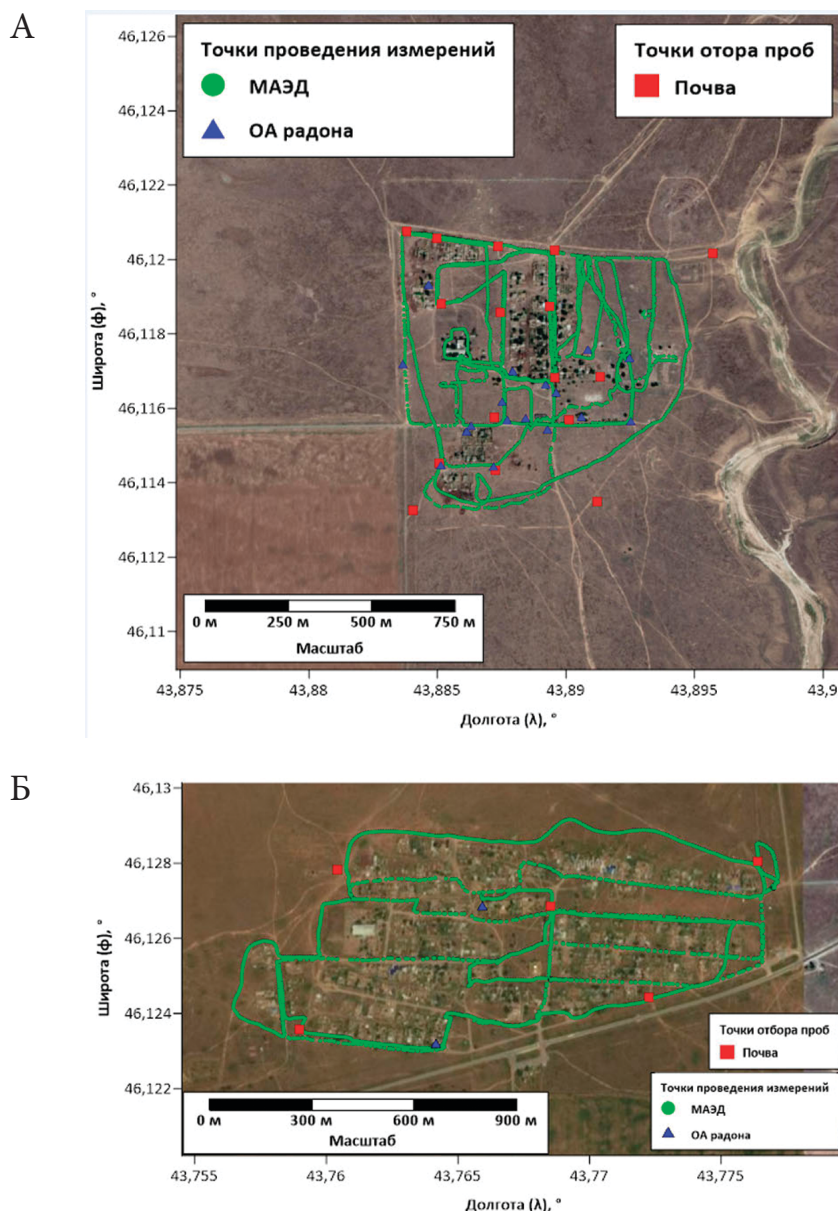 А
46,126
46,124
46,122
46,12
46,118
46,116
46,114
46,112
46,11
Широта (ф), °
Точки проведения измерений
МАЭД
ОА радона
Точки отора проб
Почва
0 м 250 м 500 м 750 м
Масштаб
43,875 43,88 43,885 43,89 43,895 43,9
Долгота (λ), °
Б
46,13
46,128
46,126
46,124
46,122
Широта (ф), °
Точки отбора проб
Почва
Точки проведения измерений
МАЭД
ОА радона
0 м 300 м 600 м 900 м
Масштаб
43,755 43,76 43,765 43,77 43,775
Долгота (λ), °